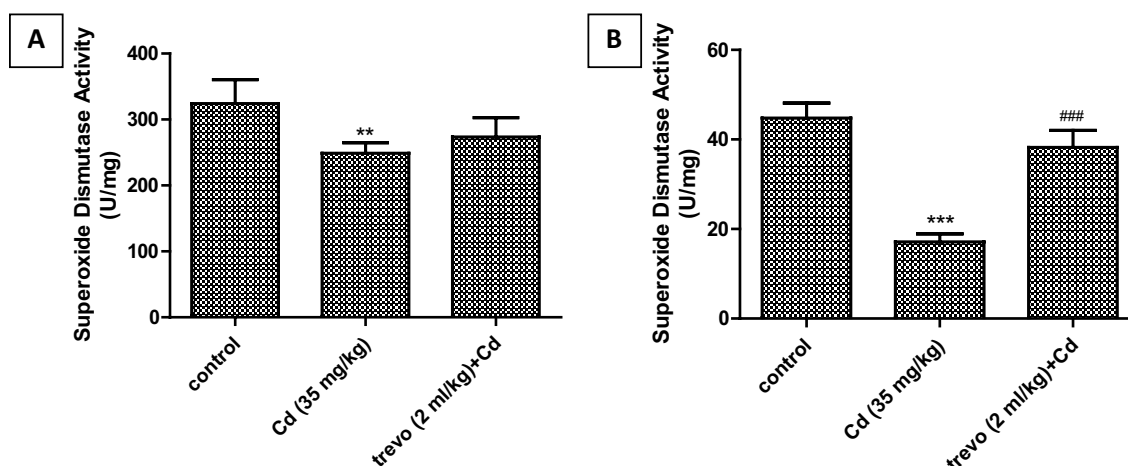 A
Superoxide Dismutase Activity
(U/mg)
400
300
200
100
0
**
control
Cd (35 mg/kg)
trevo (2 ml/kg)+Cd
B
Superoxide Dismutase Activity
(U/mg)
60
40
20
0
***
###
control
Cd (35 mg/kg)
trevo (2 ml/kg)+Cd